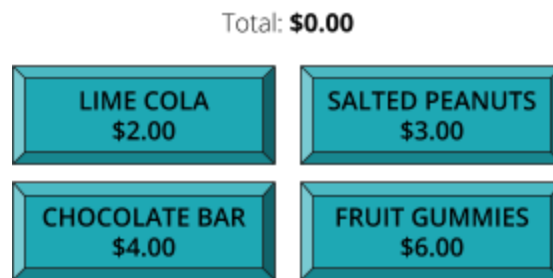 Total: $0.00
LIME COLA
$2.00
SALTED PEANUTS
$3.00
CHOCOLATE BAR
$4.00
FRUIT GUMMIES
$6.00